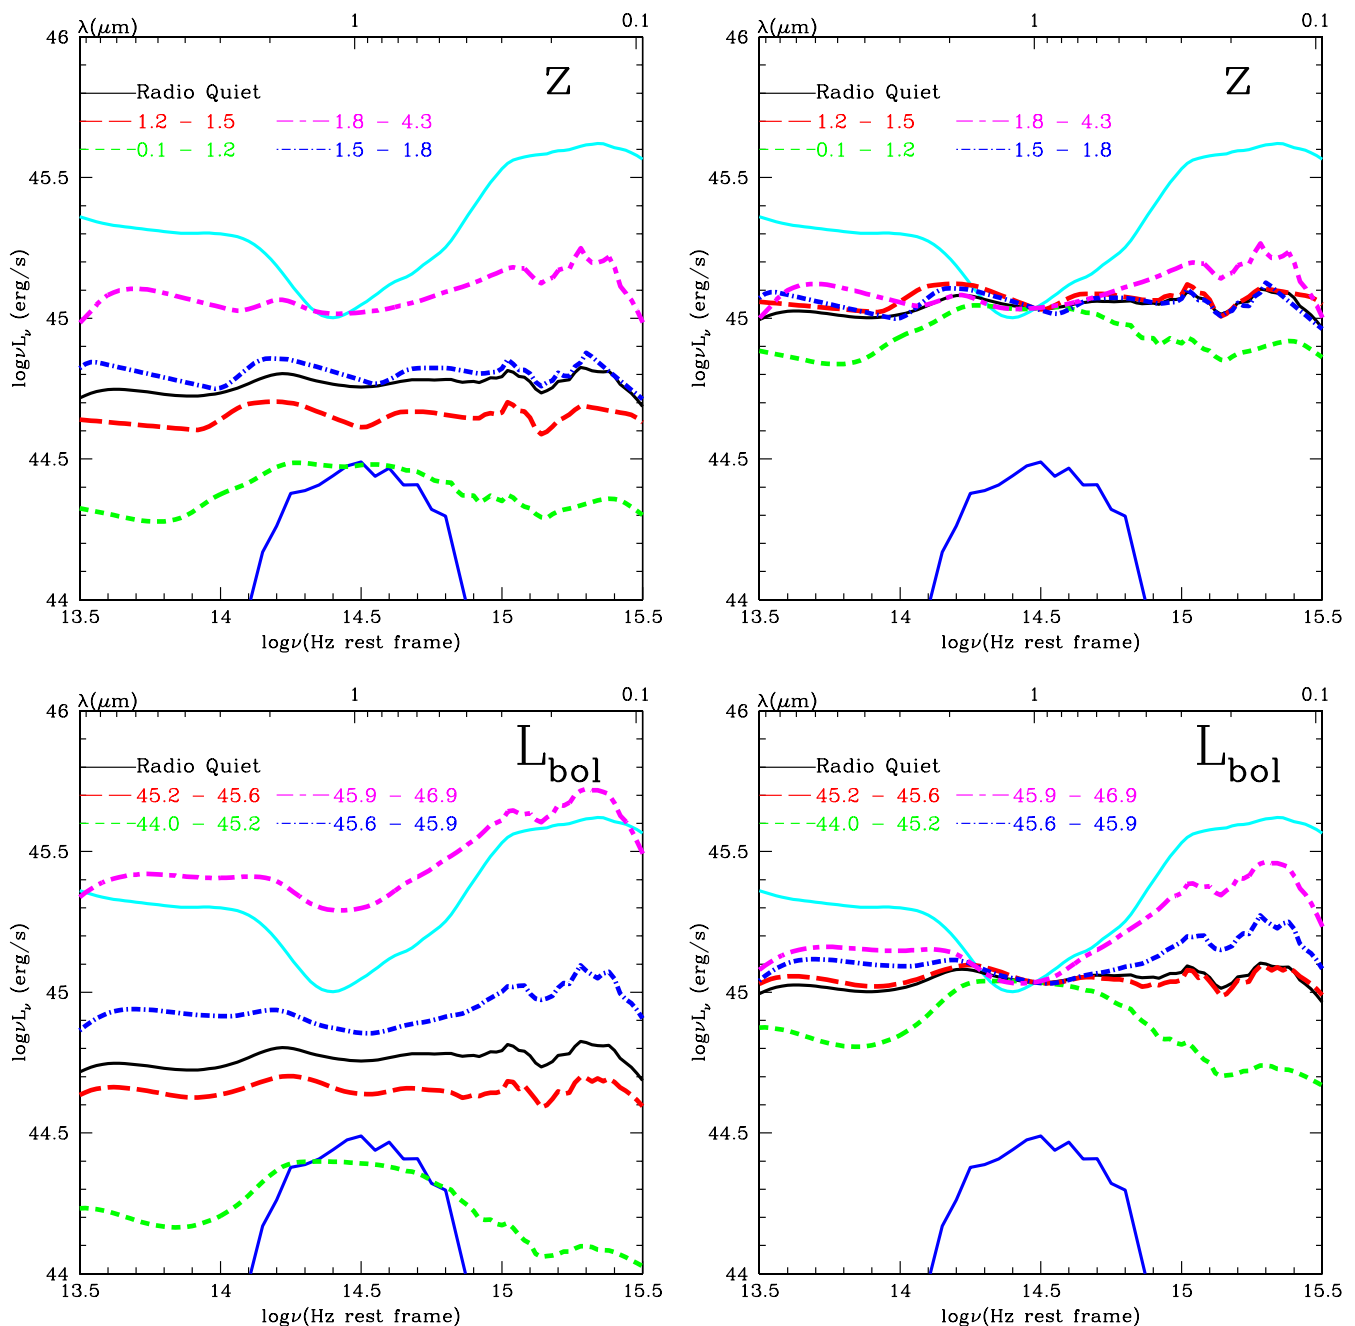 λ(μm) 1 0.1
46
Z
Radio Quiet
1.2 - 1.5 1.8 - 4.3
0.1 - 1.2 1.5 - 1.8
45.5
45
44.5
44
logνLν (erg/s)
13.5 14 14.5 15 15.5
logν(Hz rest frame)
λ(μm) 1 0.1
46
Z
Radio Quiet
1.2 - 1.5 1.8 - 4.3
0.1 - 1.2 1.5 - 1.8
45.5
45
44.5
44
logνLν (erg/s)
13.5 14 14.5 15 15.5
logν(Hz rest frame)
λ(μm) 1 0.1
46
Lbol
Radio Quiet
45.2 - 45.6 45.9 - 46.9
44.0 - 45.2 45.6 - 45.9
45.5
45
44.5
44
logνLν (erg/s)
13.5 14 14.5 15 15.5
logν(Hz rest frame)
λ(μm) 1 0.1
46
Lbol
Radio Quiet
45.2 - 45.6 45.9 - 46.9
44.0 - 45.2 45.6 - 45.9
45.5
45
44.5
44
logνLν (erg/s)
13.5 14 14.5 15 15.5
logν(Hz rest frame)